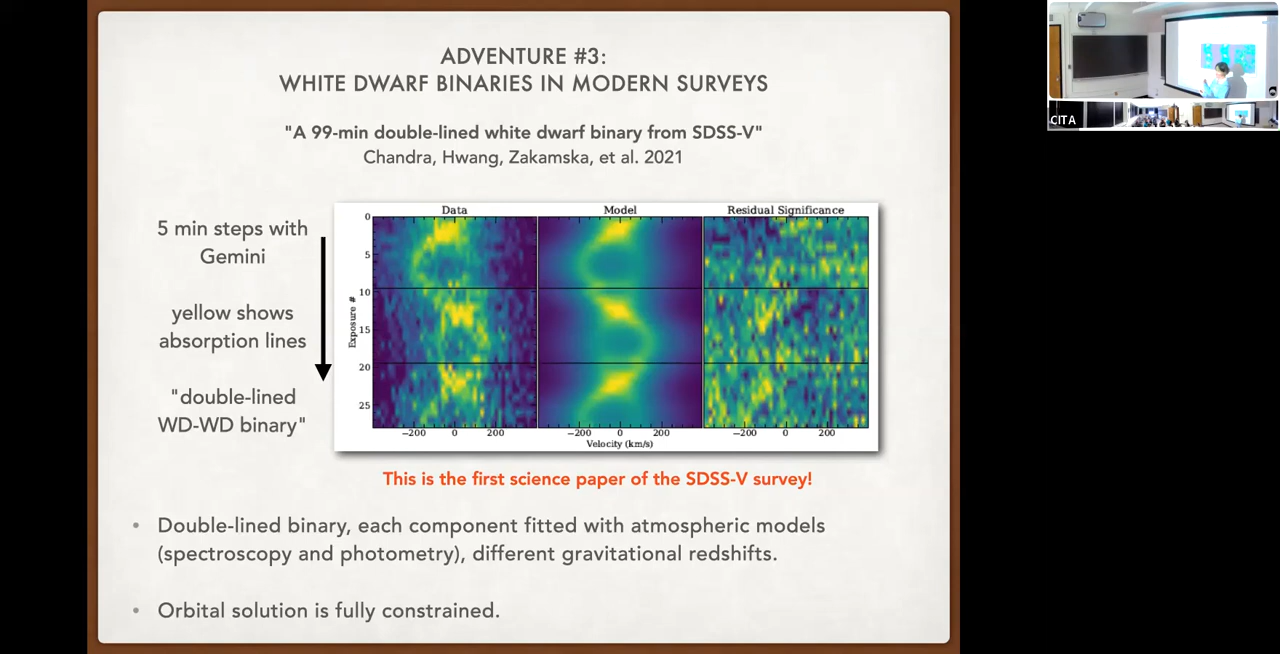 ADVENTURE #3:
WHITE DWARF BINARIES IN MODERN SURVEYS
"A 99-min double-lined white dwarf binary from SDSS-V"
Chandra, Hwang, Zakamska, et al. 2021
5 min steps with
Gemini
yellow shows
absorption lines
"double-lined
WD-WD binary"
Data Model Residual Significance
Exposure #
0
5
10
15
20
25
−200 0 200 −200 0 200 −200 0 200
Velocity (km/s)
This is the first science paper of the SDSS-V survey!
• Double-lined binary, each component fitted with atmospheric models
(spectroscopy and photometry), different gravitational redshifts.
• Orbital solution is fully constrained.
CITA